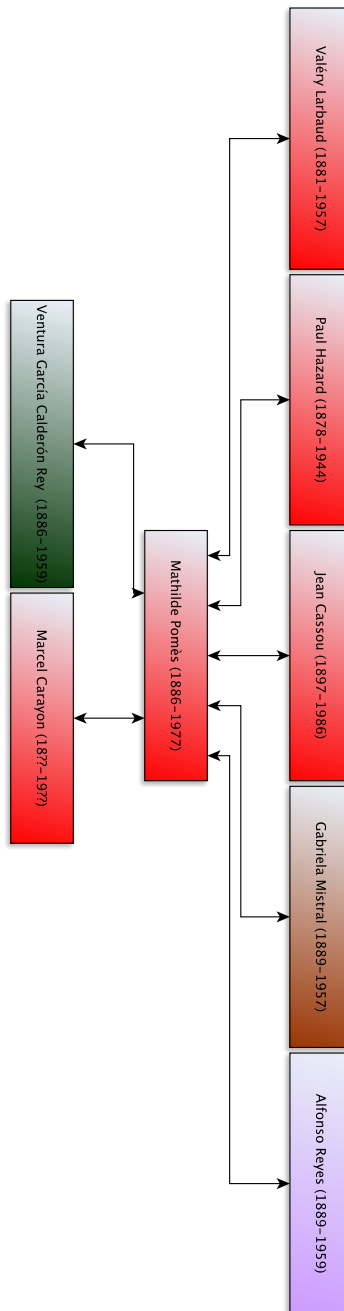 Valéry Larbaud (1881-1957)
Paul Hazard (1878-1944)
Jean Cassou (1897-1986)
Gabriela Mistral (1889-1957)
Alfonso Reyes (1889-1959)
Mathilde Pomès (1886-1977)
Ventura García Calderón Rey (1886-1959)
Marcel Carayon (18??-19??)